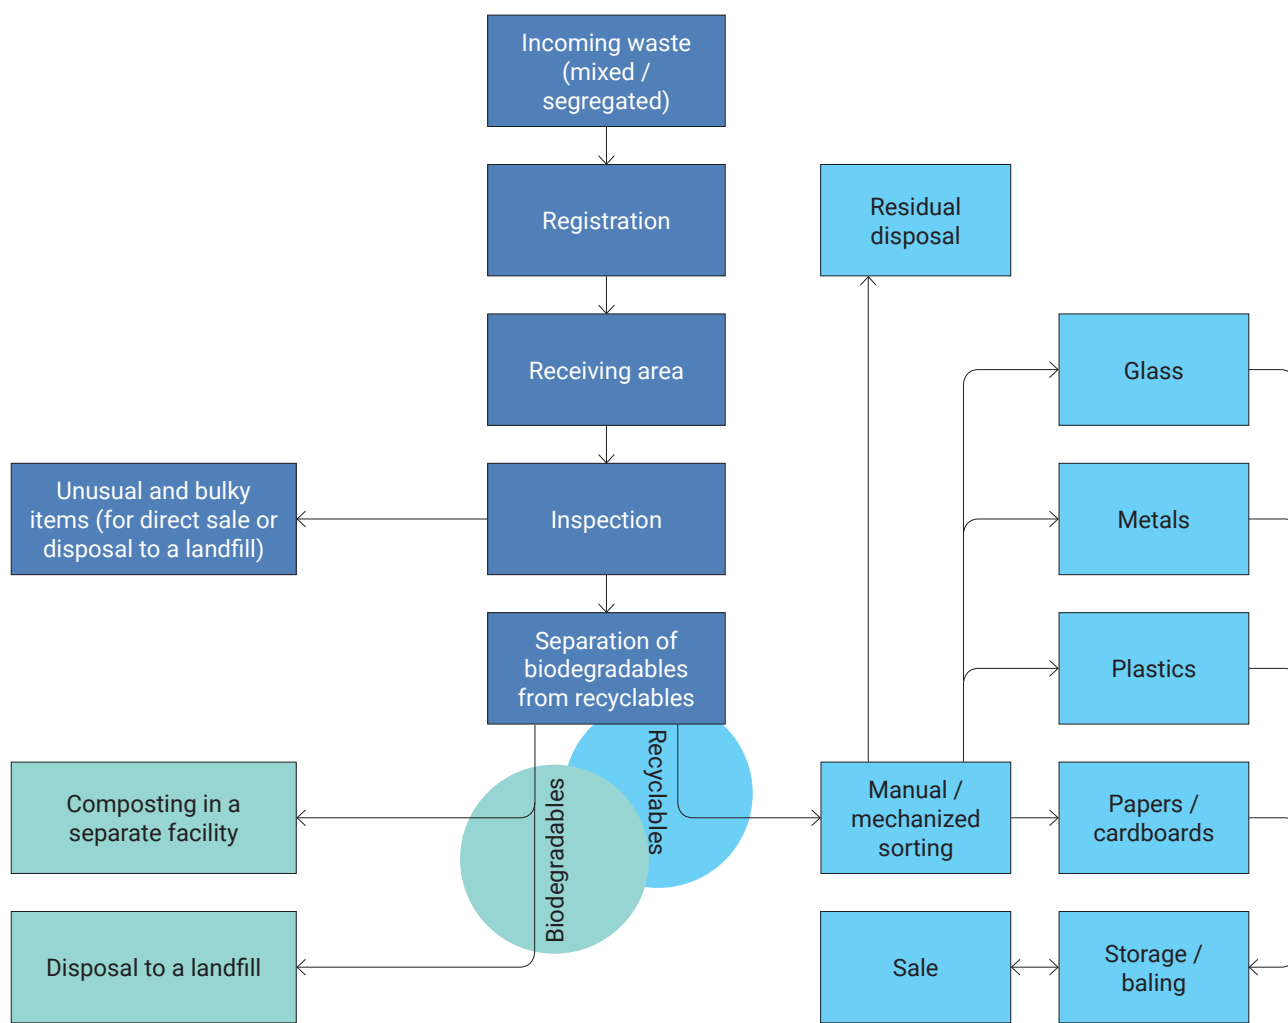 Incoming waste
(mixed /
segregated)
Registration
Residual
disposal
Receiving area
Glass
Unusual and bulky
items (for direct sale or
disposal to a landfill)
Inspection
Metals
Separation of
biodegradables
from recyclables
Plastics
Recyclables
Biodegradables
Composting in a
separate facility
Manual /
mechanized
sorting
Papers /
cardboards
Disposal to a landfill
Sale
Storage /
baling